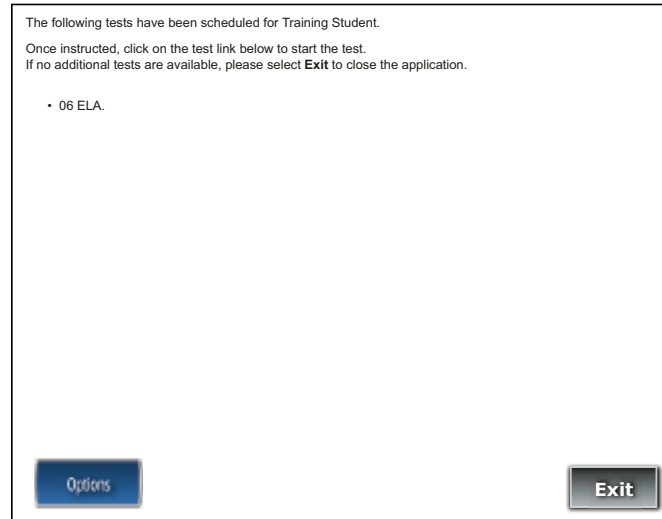 The following tests have been scheduled for Training Student.
Once instructed, click on the test link below to start the test.
If no additional tests are available, please select Exit to close the application.
• 06 ELA.
Options
Exit